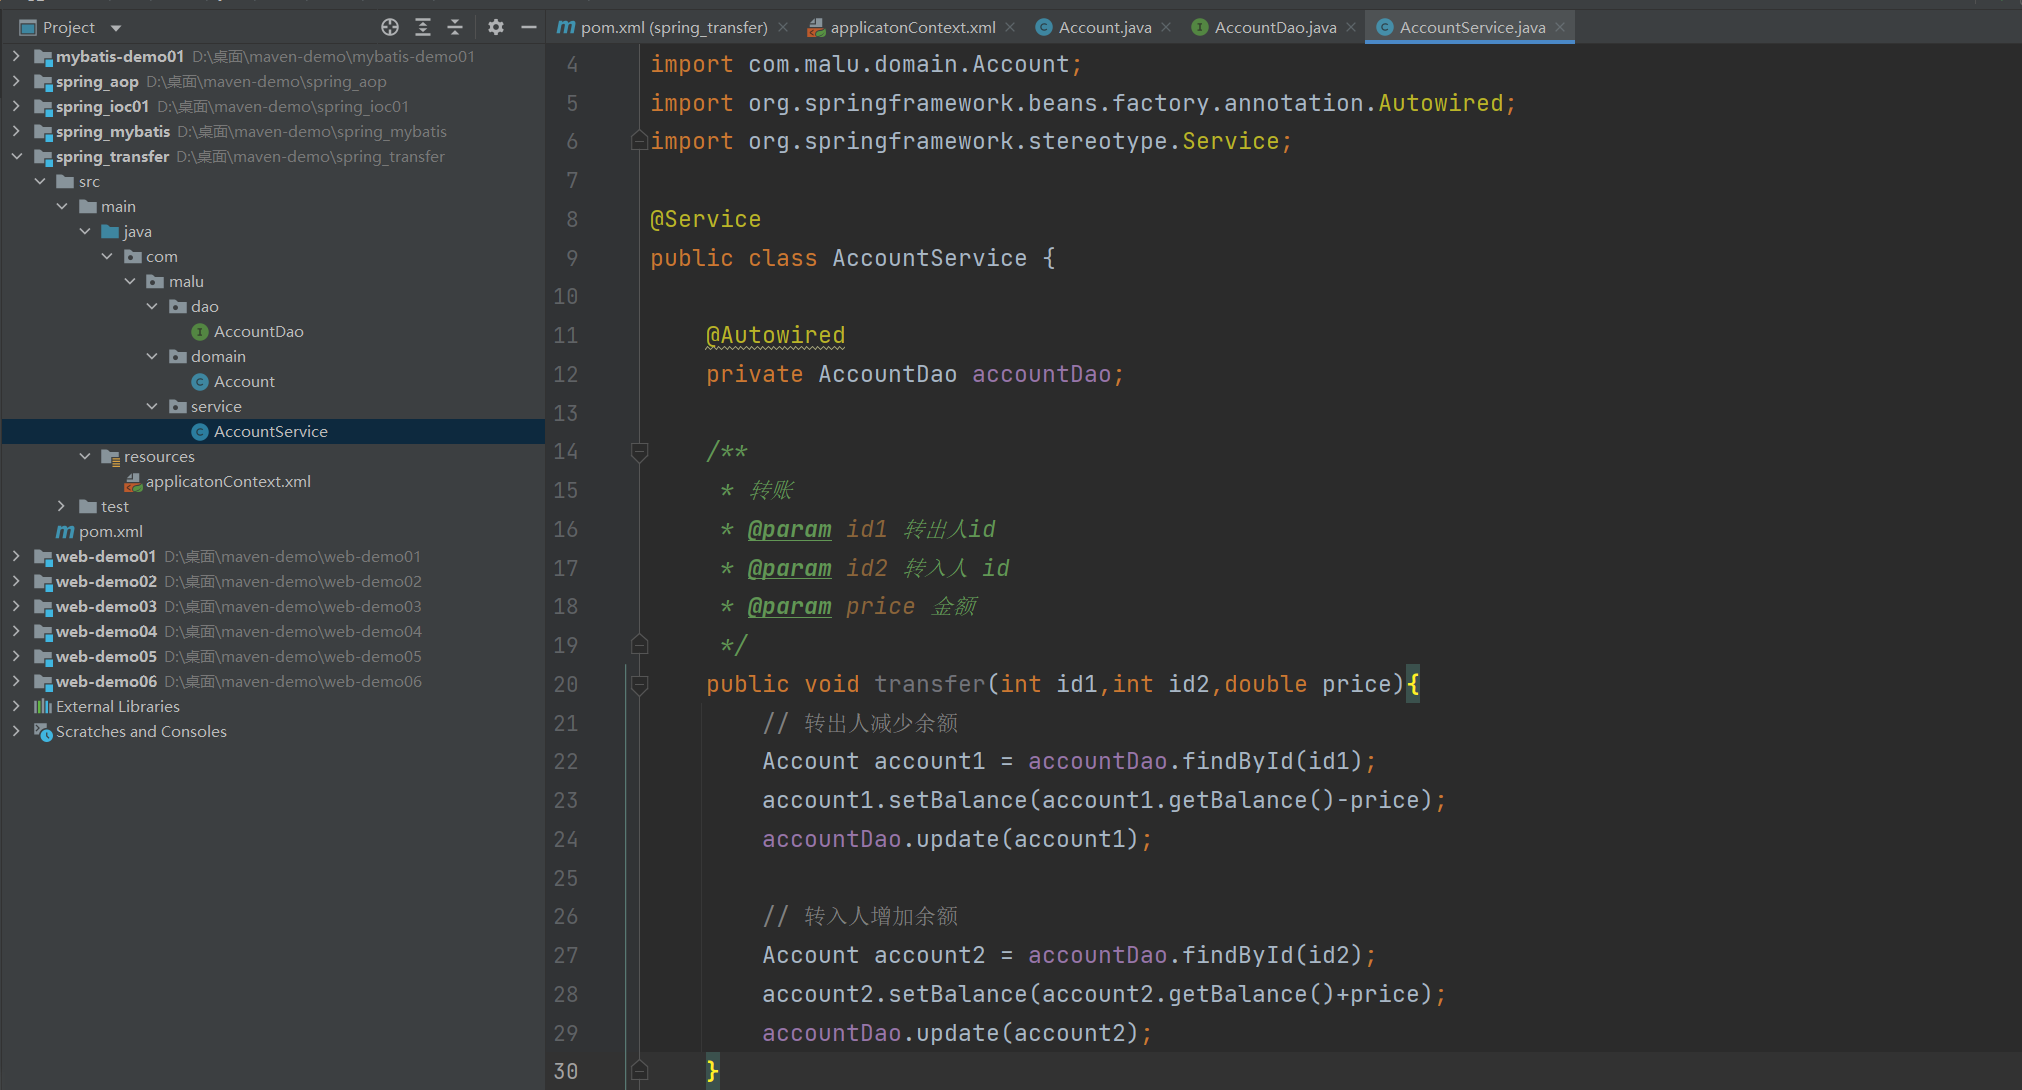 Project
mybatis-demo01 D:\桌面\maven-demo\mybatis-demo01
spring_aop D:\桌面\maven-demo\spring_aop
spring_ioc01 D:\桌面\maven-demo\spring_ioc01
spring_mybatis D:\桌面\maven-demo\spring_mybatis
spring_transfer D:\桌面\maven-demo\spring_transfer
src
main
java
com
malu
dao
AccountDao
domain
Account
service
AccountService
resources
applicatonContext.xml
test
pom.xml
web-demo01 D:\桌面\maven-demo\web-demo01
web-demo02 D:\桌面\maven-demo\web-demo02
web-demo03 D:\桌面\maven-demo\web-demo03
web-demo04 D:\桌面\maven-demo\web-demo04
web-demo05 D:\桌面\maven-demo\web-demo05
web-demo06 D:\桌面\maven-demo\web-demo06
External Libraries
Scratches and Consoles
pom.xml (spring_transfer) applicatonContext.xml Account.java AccountDao.java AccountService.java
4 import com.malu.domain.Account;
5 import org.springframework.beans.factory.annotation.Autowired;
6 import org.springframework.stereotype.Service;
7
8 @Service
9 public class AccountService {
10
11 @Autowired
12 private AccountDao accountDao;
13
14 /**
15 * 转账
16 * @param id1 转出人id
17 * @param id2 转入人 id
18 * @param price 金额
19 */
20 public void transfer(int id1,int id2,double price){
21 // 转出人减少余额
22 Account account1 = accountDao.findById(id1);
23 account1.setBalance(account1.getBalance()-price);
24 accountDao.update(account1);
25
26 // 转入人增加余额
27 Account account2 = accountDao.findById(id2);
28 account2.setBalance(account2.getBalance()+price);
29 accountDao.update(account2);
30 }